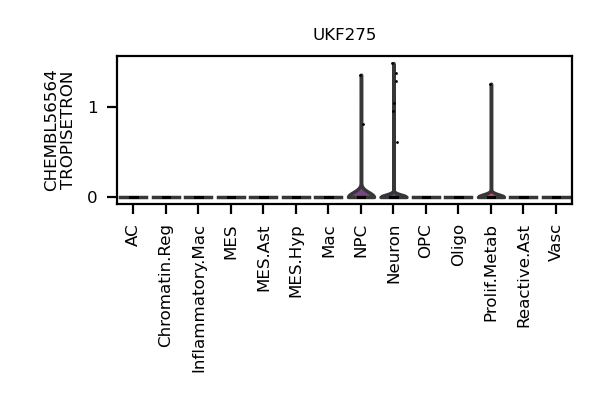 UKF275
CHEMBL56564
TROPISETRON
1
0
AC
Chromatin.Reg
Inflammatory.Mac
MES
MES.Ast
MES.Hyp
Mac
NPC
Neuron
OPC
Oligo
Prolif.Metab
Reactive.Ast
Vasc